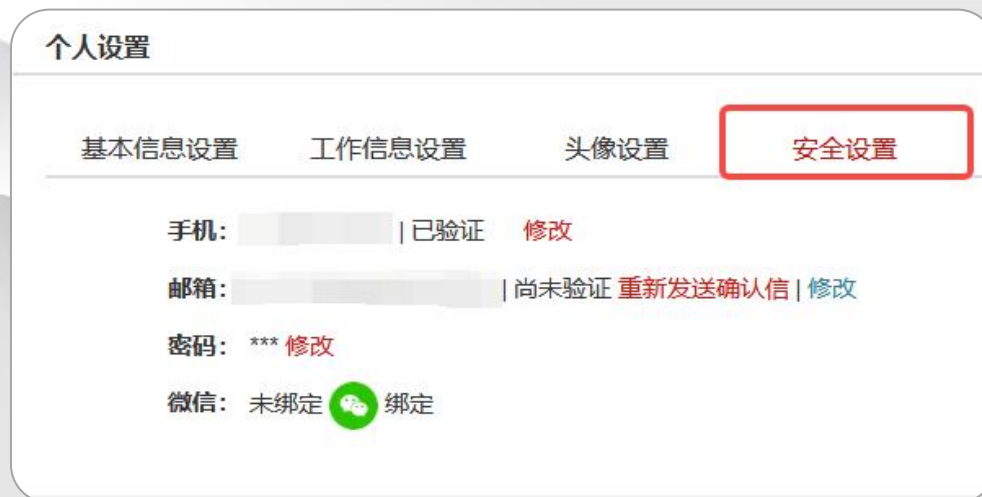 个人设置
基本信息设置 工作信息设置 头像设置 安全设置
手机: | 已验证 修改
邮箱: | 尚未验证 重新发送确认信 | 修改
密码: *** 修改
微信: 未绑定 绑定